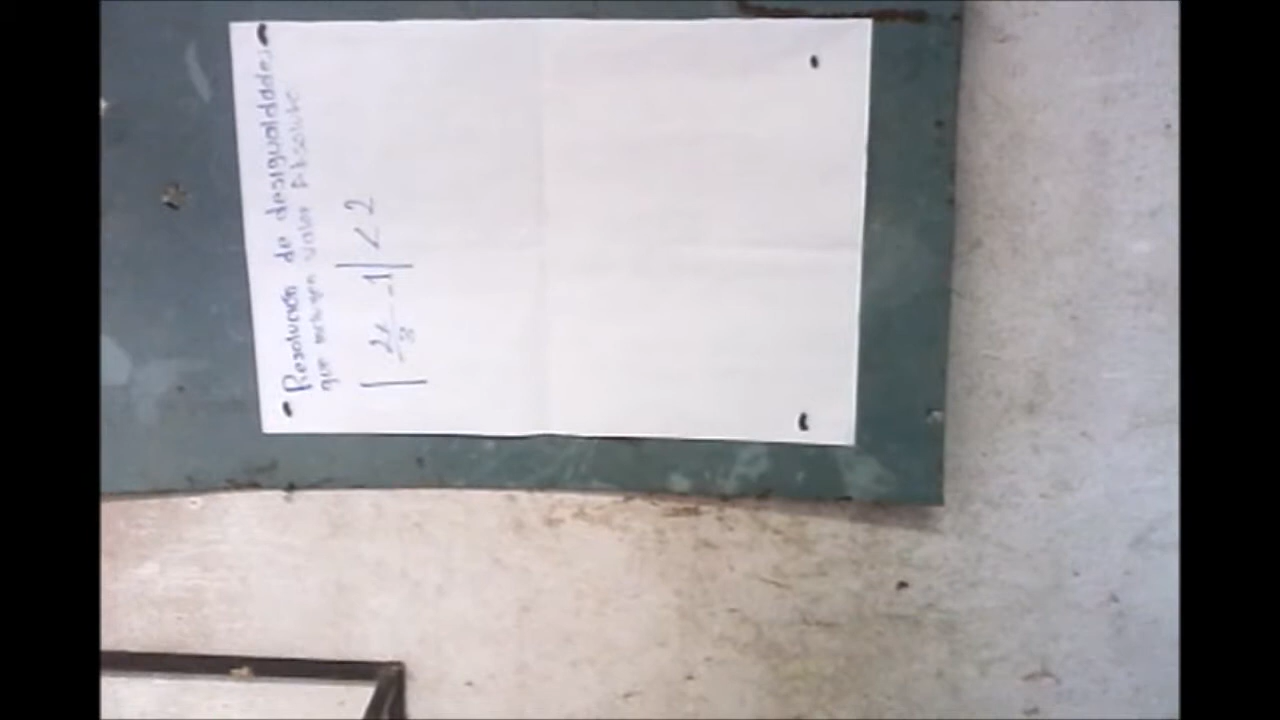 Resolución de desigualdades
que incluyen valor Absoluto
| 2x/3 - 1 | < 2